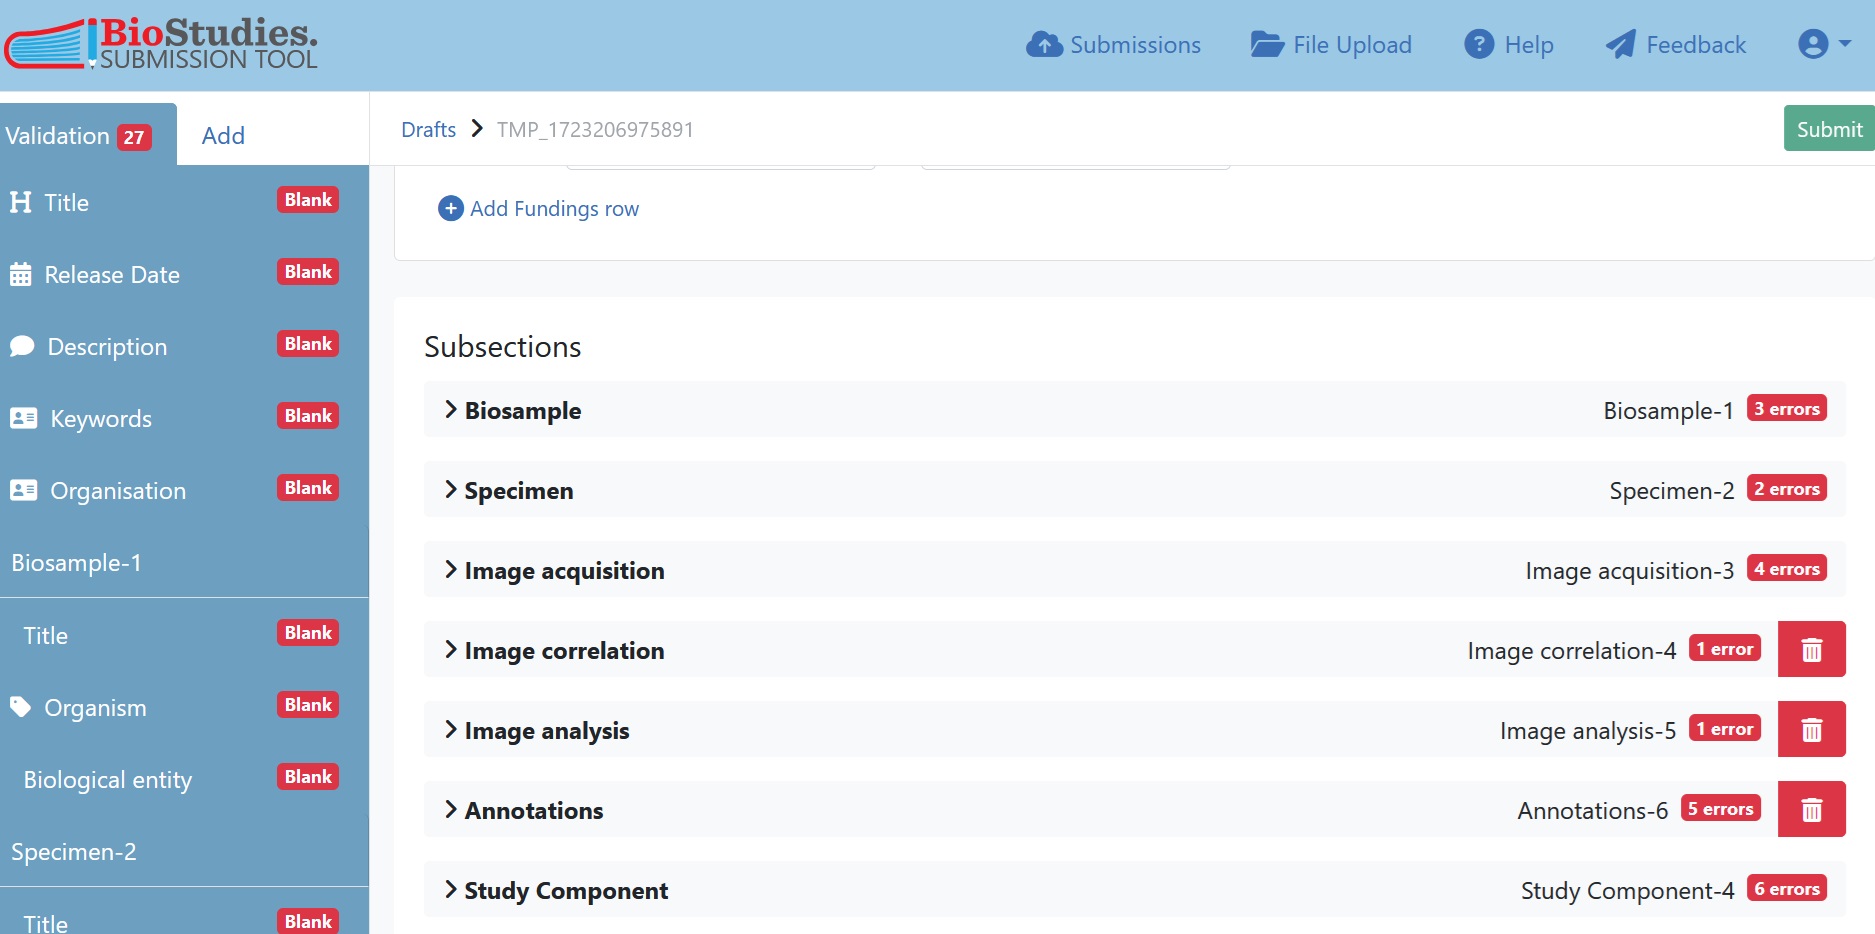 BioStudies.
SUBMISSION TOOL
Submissions
File Upload
Help
Feedback
Validation 27
Add
Drafts
TMP_1723206975891
Submit
Title Blank
Release Date Blank
Description Blank
Keywords Blank
Organisation Blank
Biosample-1
Title Blank
Organism Blank
Biological entity Blank
Specimen-2
Title Blank
Add Fundings row
Subsections
Biosample Biosample-1 3 errors
Specimen Specimen-2 2 errors
Image acquisition Image acquisition-3 4 errors
Image correlation Image correlation-4 1 error
Image analysis Image analysis-5 1 error
Annotations Annotations-6 5 errors
Study Component Study Component-4 6 errors